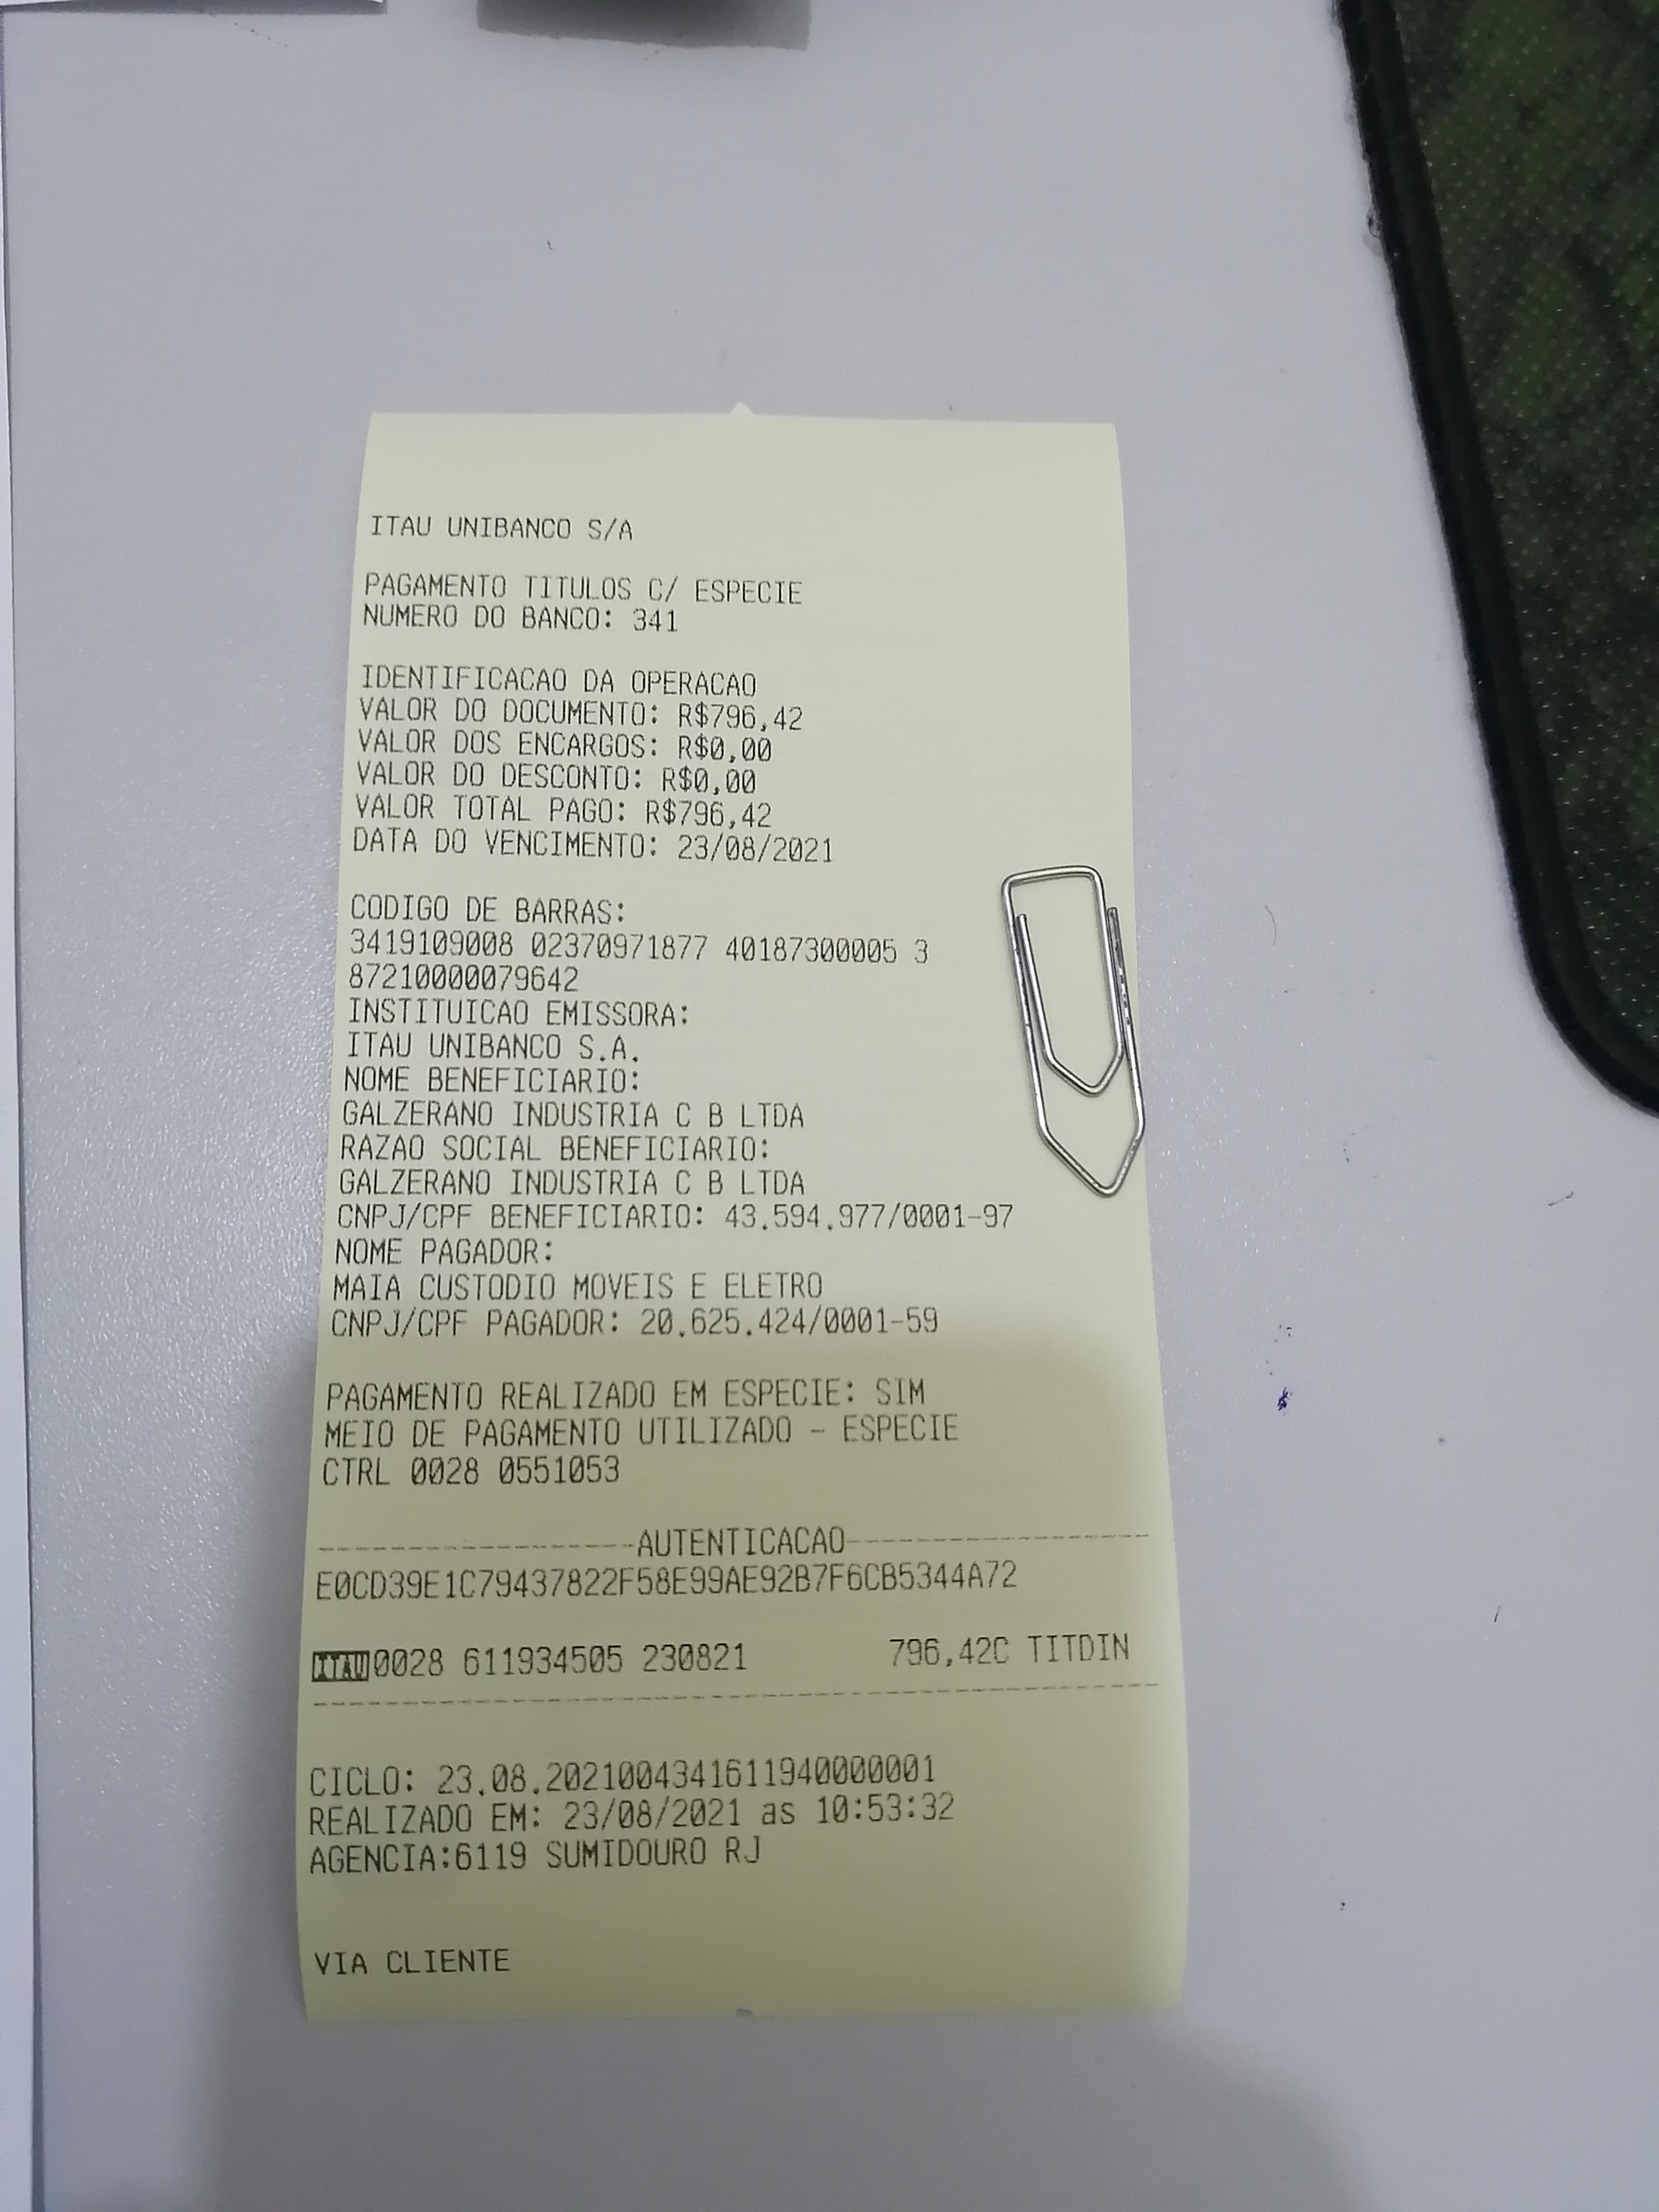 ITAU UNIBANCO S/A
PAGAMENTO TITULOS C/ ESPECIE
NUMERO DO BANCO: 341
IDENTIFICACAO DA OPERACAO
VALOR DO DOCUMENTO: R$796,42
VALOR DOS ENCARGOS: R$0,00
VALOR DO DESCONTO: R$0,00
VALOR TOTAL PAGO: R$796,42
DATA DO VENCIMENTO: 23/08/2021
CODIGO DE BARRAS:
3419109008 02370971877 40187300005 3
87210000079642
INSTITUICAO EMISSORA:
ITAU UNIBANCO S.A.
NOME BENEFICIARIO:
GALZERANO INDUSTRIA C B LTDA
RAZAO SOCIAL BENEFICIARIO:
GALZERANO INDUSTRIA C B LTDA
CNPJ/CPF BENEFICIARIO: 43.594.977/0001-97
NOME PAGADOR:
MAIA CUSTODIO MOVEIS E ELETRO
CNPJ/CPF PAGADOR: 20.625.424/0001-59
PAGAMENTO REALIZADO EM ESPECIE: SIM
MEIO DE PAGAMENTO UTILIZADO - ESPECIE
CTRL 0028 0551053
--------------------AUTENTICACAO--------------------
E0CD39E1C79437822F58E99AE92B7F6CB5344A72
ITAU0028 611934505 230821 796,42C TITDIN
CICLO: 23.08.2021004341611940000001
REALIZADO EM: 23/08/2021 as 10:53:32
AGENCIA:6119 SUMIDOURO RJ
VIA CLIENTE